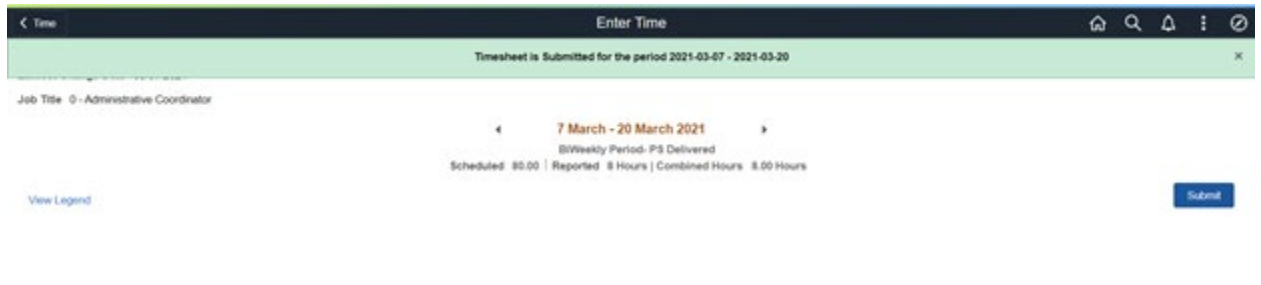 Time
Enter Time
Timesheet is Submitted for the period 2021-03-07 - 2021-03-20
Job Title 0 - Administrative Coordinator
7 March - 20 March 2021
BiWeekly Period- PS Delivered
Scheduled 80.00 | Reported 8 Hours | Combined Hours 8.00 Hours
View Legend
Submit